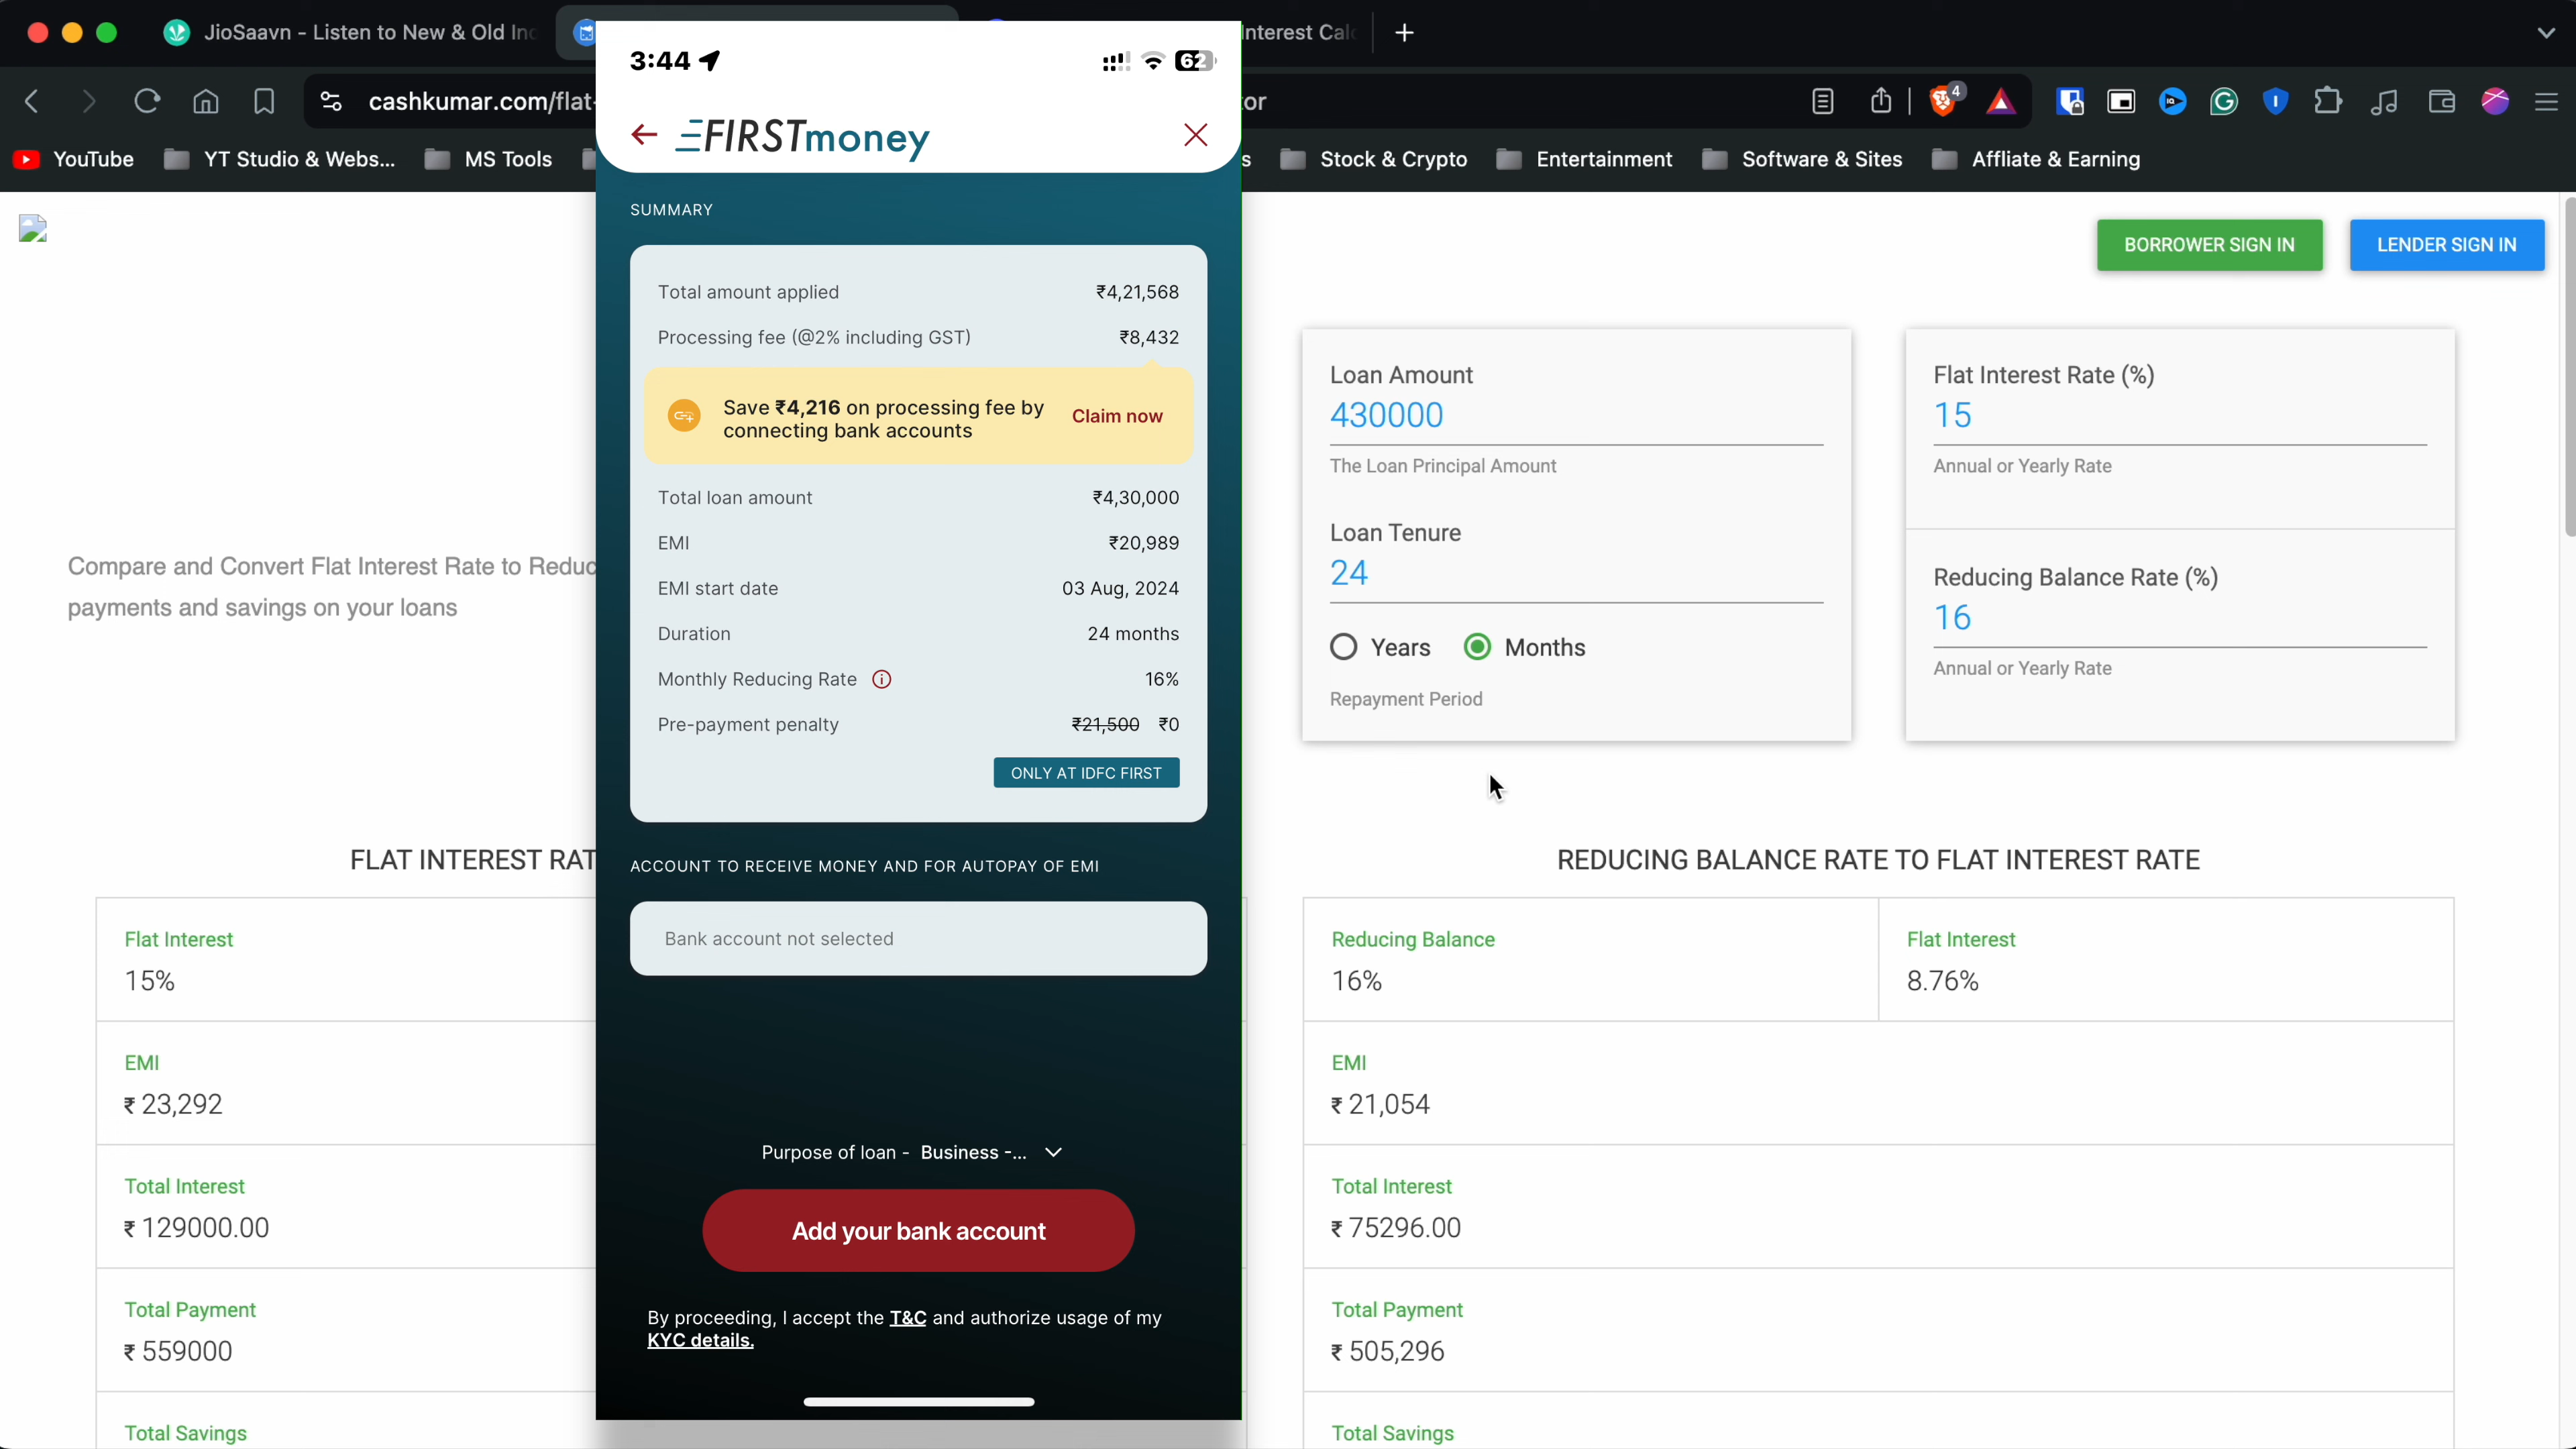 JioSaavn - Listen to New & Old In
Interest Cal
cashkumar.com/flat-
or
4
YouTube
YT Studio & Webs...
MS Tools
s
Stock & Crypto
Entertainment
Software & Sites
Affliate & Earning
3:44
62
FIRSTmoney
SUMMARY
Total amount applied ₹4,21,568
Processing fee (@2% including GST) ₹8,432
Save ₹4,216 on processing fee by
connecting bank accounts
Claim now
Total loan amount ₹4,30,000
EMI ₹20,989
EMI start date 03 Aug, 2024
Duration 24 months
Monthly Reducing Rate 16%
Pre-payment penalty ₹21,500 ₹0
ONLY AT IDFC FIRST
ACCOUNT TO RECEIVE MONEY AND FOR AUTOPAY OF EMI
Bank account not selected
Purpose of loan - Business -...
Add your bank account
By proceeding, I accept the T&C and authorize usage of my
KYC details.
BORROWER SIGN IN
LENDER SIGN IN
Compare and Convert Flat Interest Rate to Reduc
payments and savings on your loans
Loan Amount
430000
The Loan Principal Amount
Loan Tenure
24
Years Months
Repayment Period
Flat Interest Rate (%)
15
Annual or Yearly Rate
Reducing Balance Rate (%)
16
Annual or Yearly Rate
FLAT INTEREST RAT
Flat Interest
15%
EMI
₹ 23,292
Total Interest
₹ 129000.00
Total Payment
₹ 559000
Total Savings
REDUCING BALANCE RATE TO FLAT INTEREST RATE
Reducing Balance
16%
Flat Interest
8.76%
EMI
₹ 21,054
Total Interest
₹ 75296.00
Total Payment
₹ 505,296
Total Savings